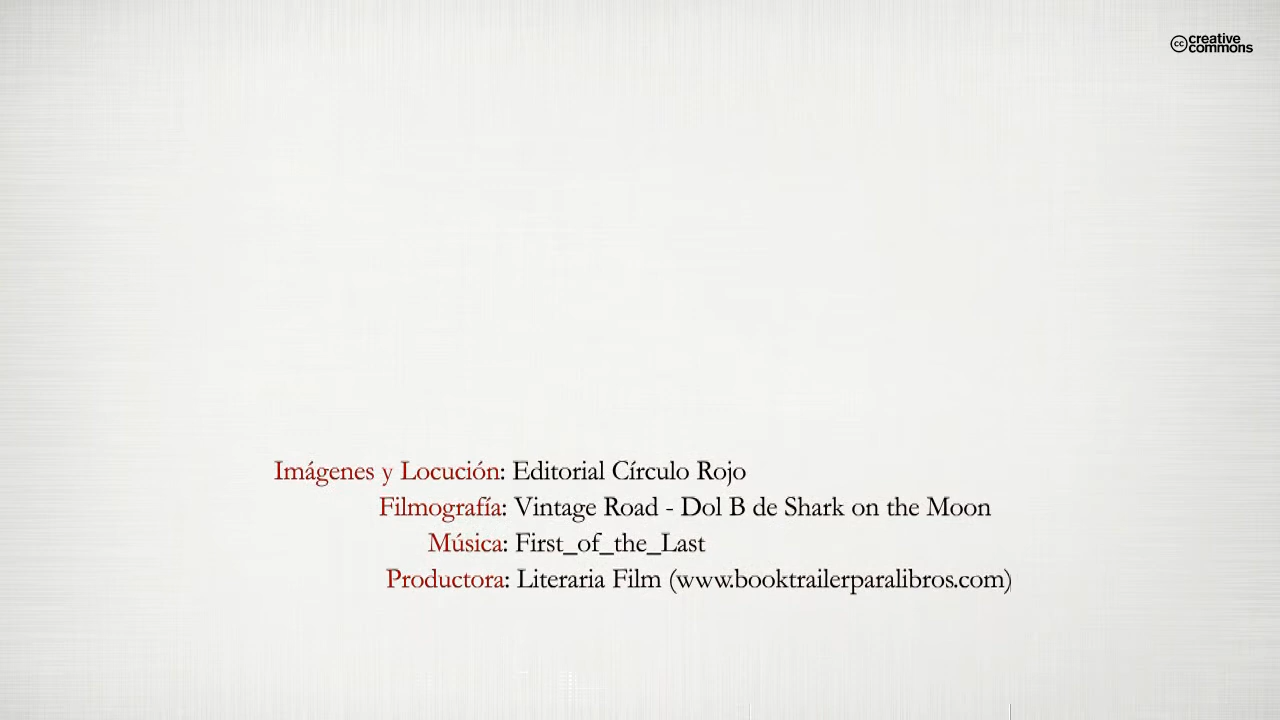 cc creative
commons
Imágenes y Locución: Editorial Círculo Rojo
Filmografía: Vintage Road - Dol B de Shark on the Moon
Música: First_of_the_Last
Productora: Literaria Film (www.booktrailerparalibros.com)